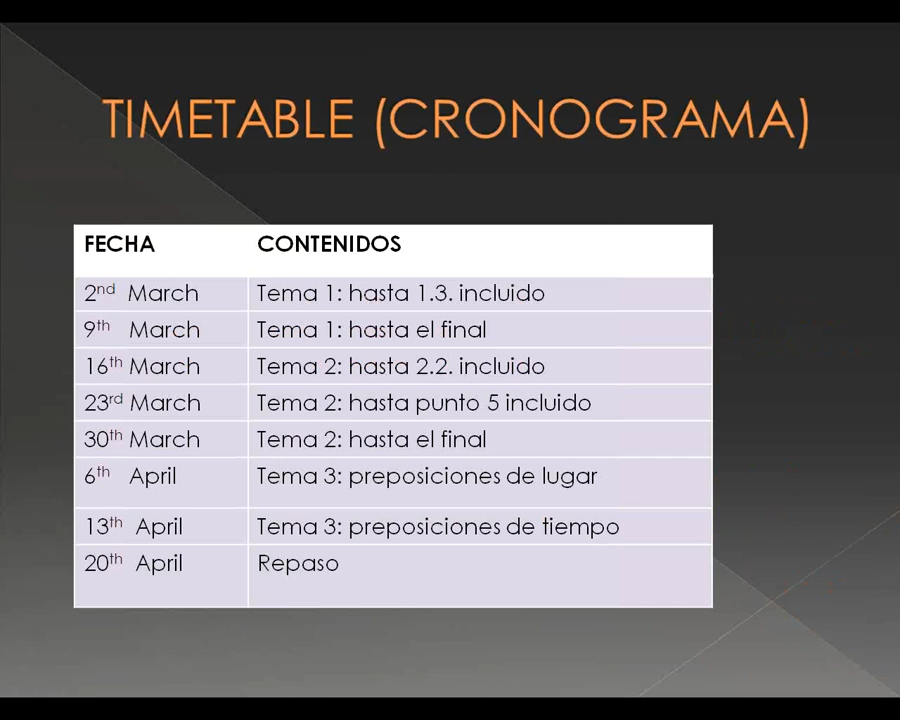 TIMETABLE (CRONOGRAMA)
FECHA CONTENIDOS
2nd March Tema 1: hasta 1.3. incluido
9th March Tema 1: hasta el final
16th March Tema 2: hasta 2.2. incluido
23rd March Tema 2: hasta punto 5 incluido
30th March Tema 2: hasta el final
6th April Tema 3: preposiciones de lugar
13th April Tema 3: preposiciones de tiempo
20th April Repaso